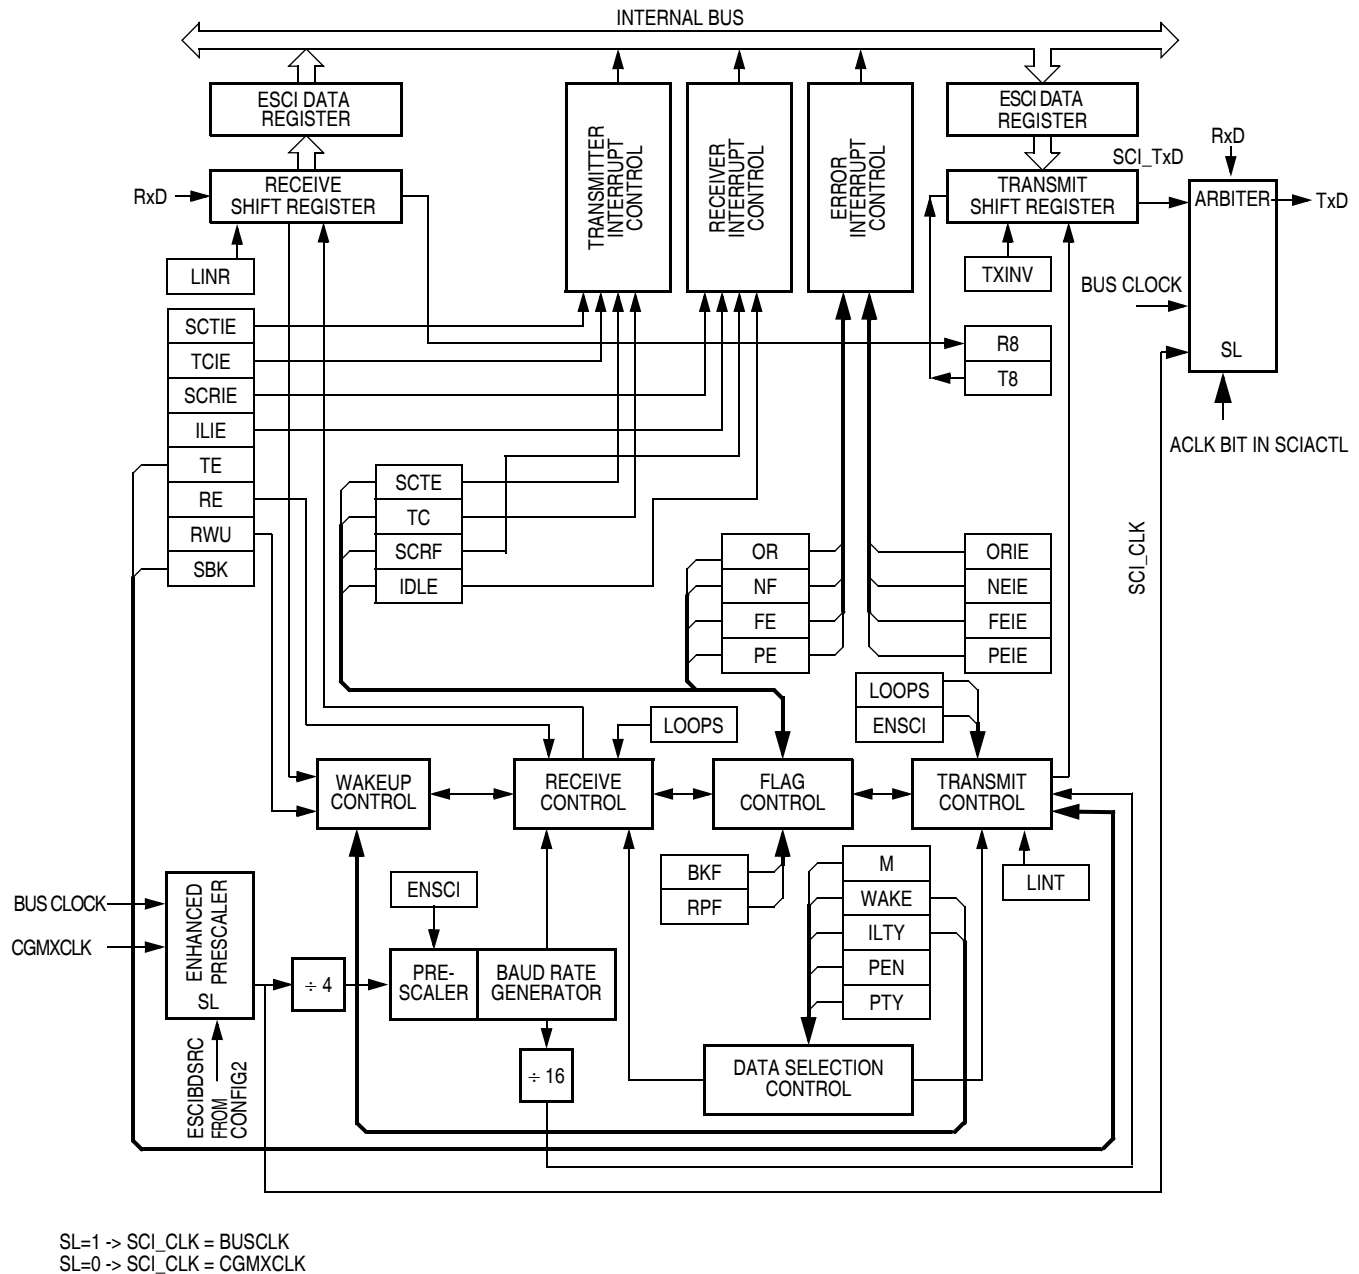 INTERNAL BUS
ESCI DATA
REGISTER
TRANSMITTER
INTERRUPT
CONTROL
RECEIVER
INTERRUPT
CONTROL
ERROR
INTERRUPT
CONTROL
ESCI DATA
REGISTER
RxD
SCI_TxD
RxD
RECEIVE
SHIFT REGISTER
TRANSMIT
SHIFT REGISTER
ARBITER
TxD
LINR
TXINV
BUS CLOCK
SL
ACLK BIT IN SCIACTL
SCTIE
TCIE
SCRIE
ILIE
TE
RE
RWU
SBK
R8
T8
SCTE
TC
SCRF
IDLE
OR
NF
FE
PE
ORIE
NEIE
FEIE
PEIE
SCI_CLK
LOOPS
ENSCI
LOOPS
WAKEUP
CONTROL
RECEIVE
CONTROL
FLAG
CONTROL
TRANSMIT
CONTROL
BKF
RPF
M
WAKE
ILTY
PEN
PTY
LINT
BUS CLOCK
CGMXCLK
ENHANCED
PRESCALER
SL
ENSCI
÷ 4
PRE-
SCALER
BAUD RATE
GENERATOR
÷ 16
DATA SELECTION
CONTROL
ESCIBDSRC
FROM
CONFIG2
SL=1 -> SCI_CLK = BUSCLK
SL=0 -> SCI_CLK = CGMXCLK